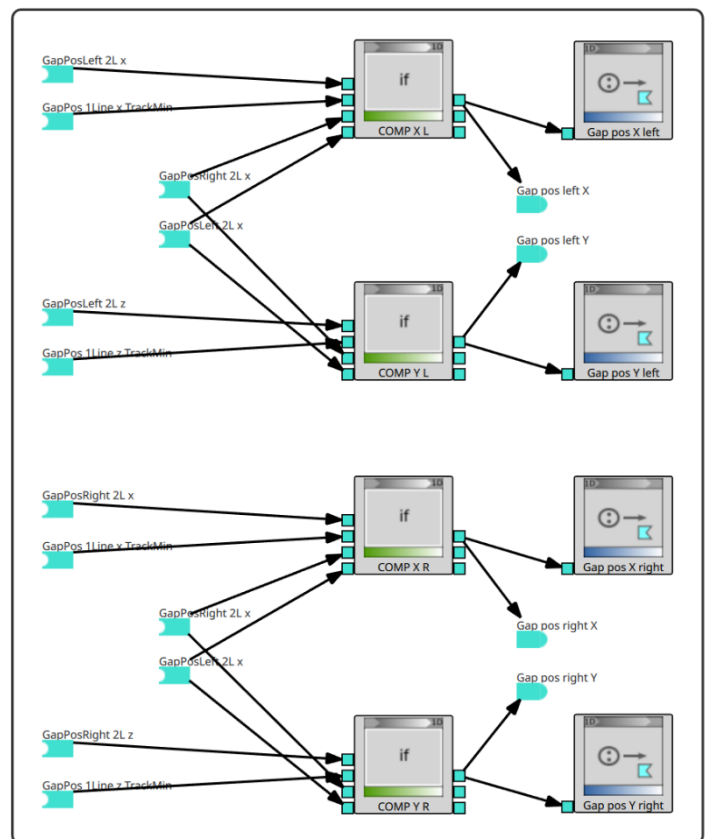 GapPosLeft 2L x
1D
if
COMP X L
1D
Gap pos X left
GapPos 1Line x TrackMin
GapPosRight 2L x
Gap pos left X
GapPosLeft 2L x
Gap pos left Y
GapPosLeft 2L z
1D
if
COMP Y L
1D
Gap pos Y left
GapPos 1Line z TrackMin
GapPosRight 2L x
1D
if
COMP X R
1D
Gap pos X right
GapPos 1Line x TrackMin
GapPosRight 2L x
Gap pos right X
GapPosLeft 2L x
Gap pos right Y
GapPosRight 2L z
1D
if
COMP Y R
1D
Gap pos Y right
GapPos 1Line z TrackMin